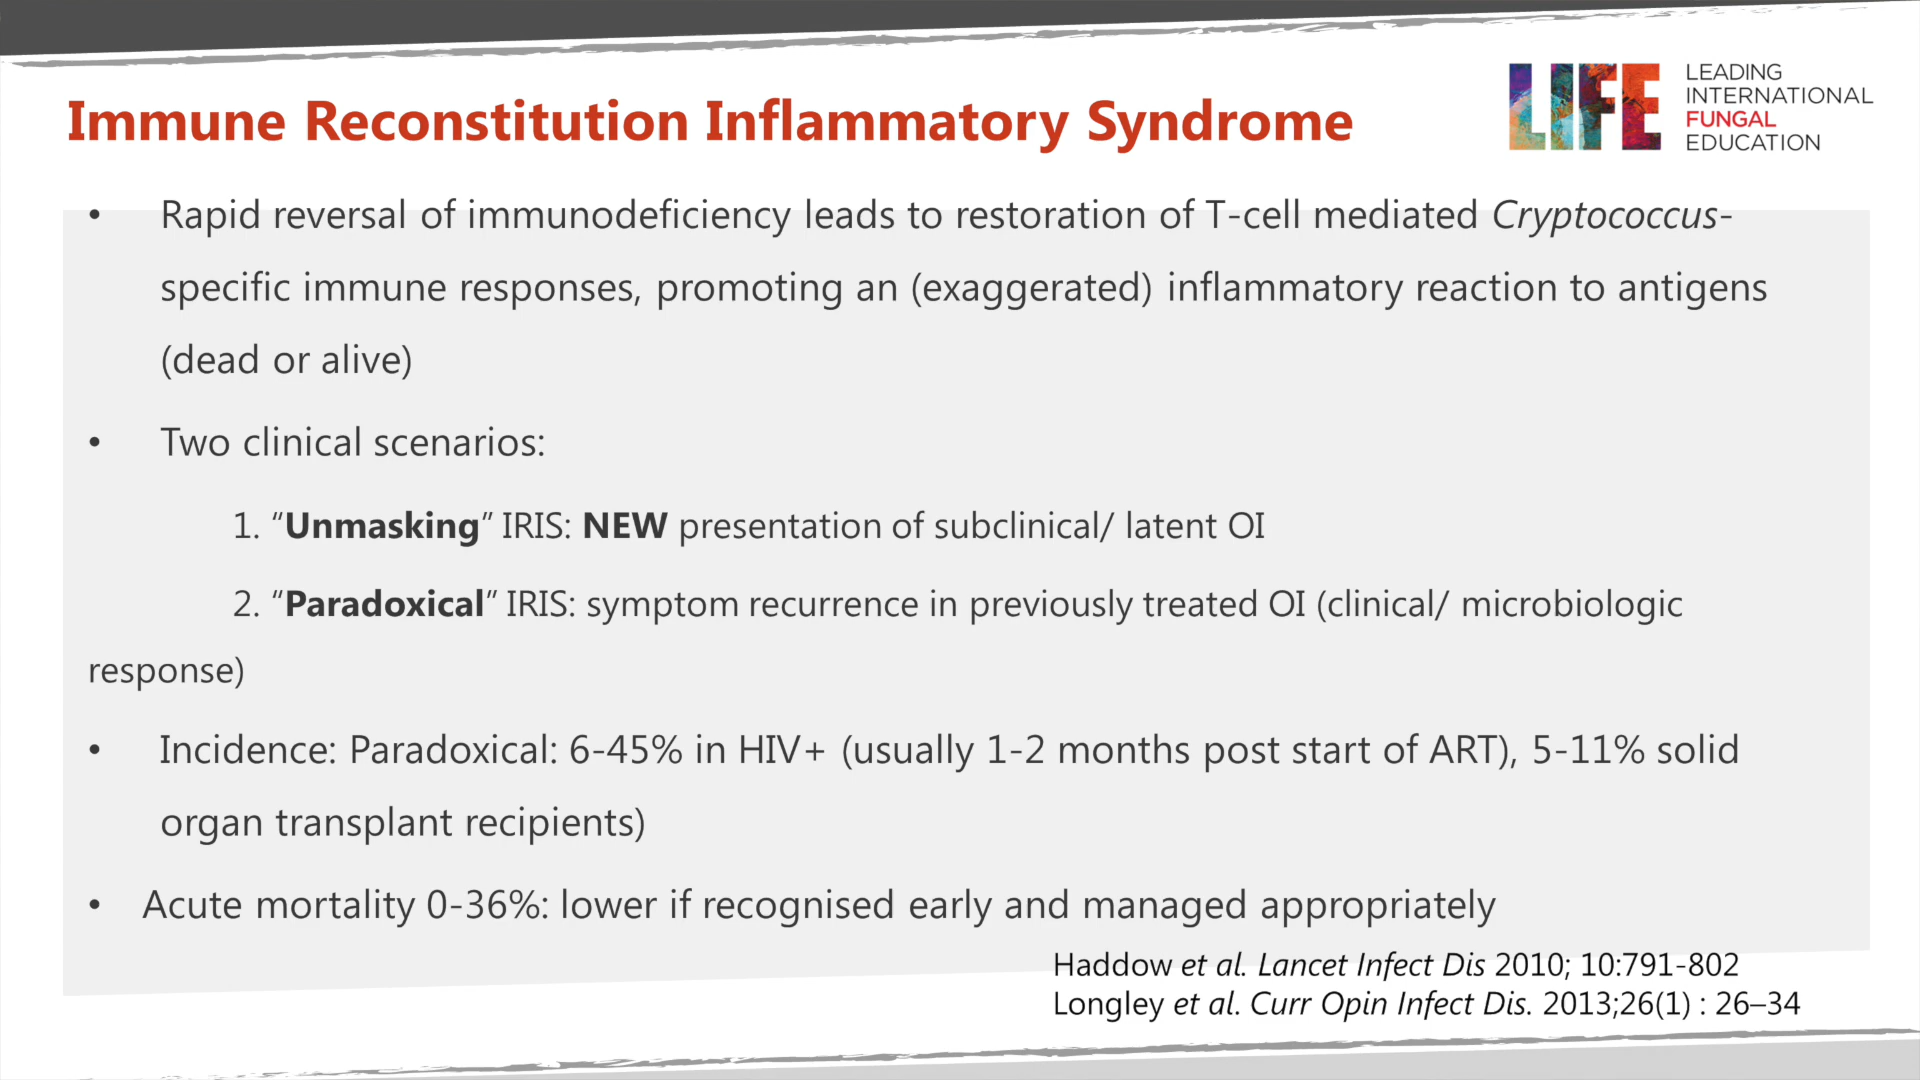 Immune Reconstitution Inflammatory Syndrome
LIFE
LEADING
INTERNATIONAL
FUNGAL
EDUCATION
• Rapid reversal of immunodeficiency leads to restoration of T-cell mediated Cryptococcus-
specific immune responses, promoting an (exaggerated) inflammatory reaction to antigens
(dead or alive)
• Two clinical scenarios:
1. “Unmasking” IRIS: NEW presentation of subclinical/ latent OI
2. “Paradoxical” IRIS: symptom recurrence in previously treated OI (clinical/ microbiologic
response)
• Incidence: Paradoxical: 6-45% in HIV+ (usually 1-2 months post start of ART), 5-11% solid
organ transplant recipients)
• Acute mortality 0-36%: lower if recognised early and managed appropriately
Haddow et al. Lancet Infect Dis 2010; 10:791-802
Longley et al. Curr Opin Infect Dis. 2013;26(1) : 26–34